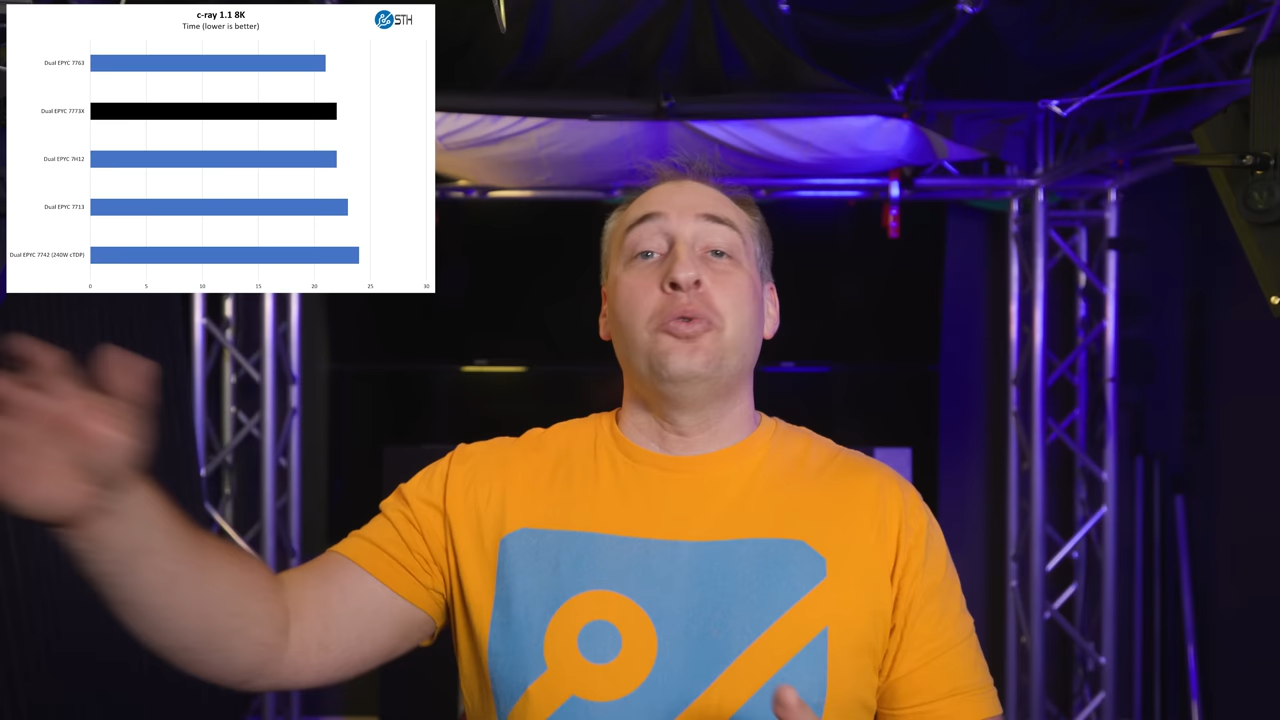 c-ray 1.1 8K
Time (lower is better)
STH
Dual EPYC 7763
Dual EPYC 7773X
Dual EPYC 7H12
Dual EPYC 7713
Dual EPYC 7742 (240W cTDP)
0 5 10 15 20 25 30